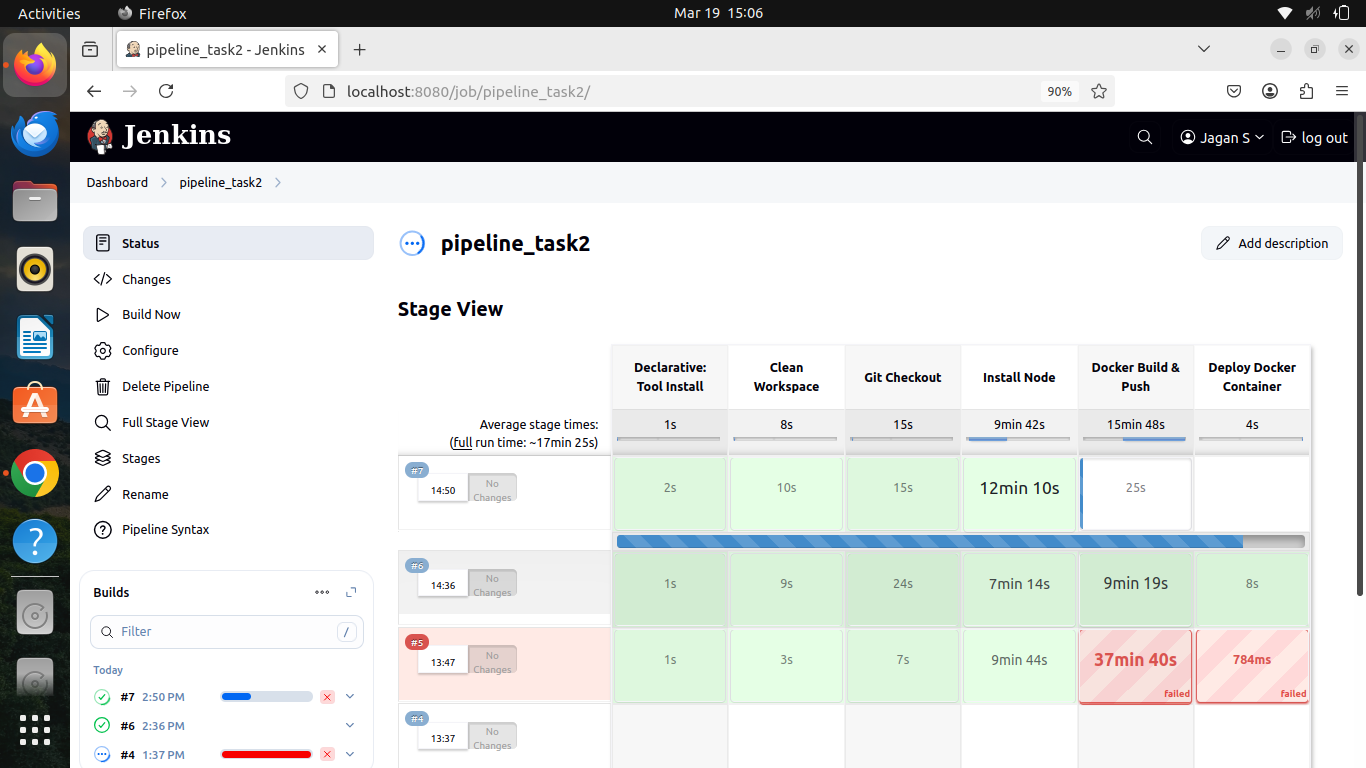 Activities
Firefox
Mar 19 15:06
pipeline_task2 - Jenkins
localhost:8080/job/pipeline_task2/
90%
Jenkins
Jagan S
log out
Dashboard
pipeline_task2
Status
Changes
Build Now
Configure
Delete Pipeline
Full Stage View
Stages
Rename
Pipeline Syntax
Builds
Filter
/
Today
#7 2:50 PM
#6 2:36 PM
#4 1:37 PM
pipeline_task2
Add description
Stage View
Declarative:
Tool Install
Clean
Workspace
Git Checkout
Install Node
Docker Build &
Push
Deploy Docker
Container
Average stage times:
(full run time: ~17min 25s)
1s
8s
15s
9min 42s
15min 48s
4s
#7
14:50
No
Changes
2s
10s
15s
12min 10s
25s
#6
14:36
No
Changes
1s
9s
24s
7min 14s
9min 19s
8s
#5
13:47
No
Changes
1s
3s
7s
9min 44s
37min 40s
failed
784ms
failed
#4
13:37
No
Changes